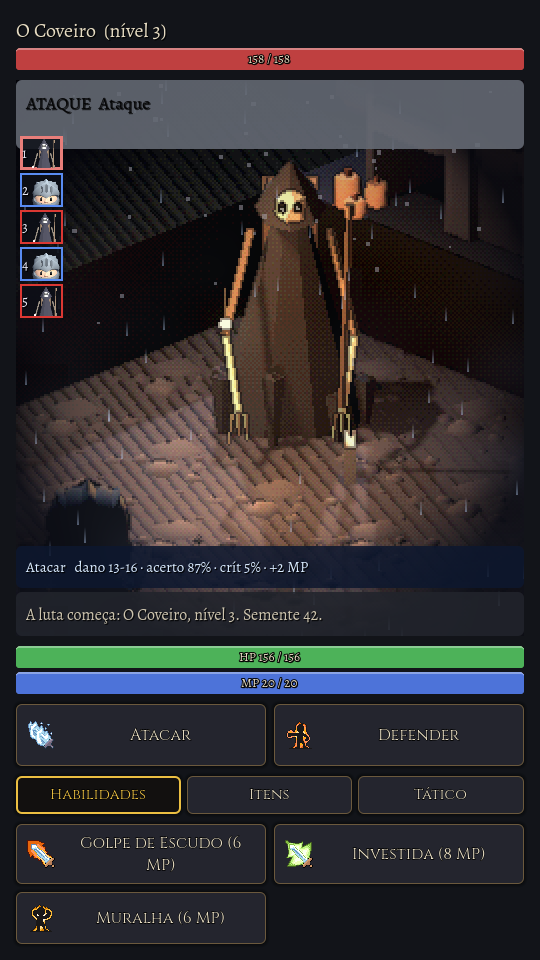 O Coveiro (nível 3)
158 / 158
ATAQUE Ataque
1
2
3
4
5
Atacar dano 13-16 · acerto 87% · crít 5% · +2 MP
A luta começa: O Coveiro, nível 3. Semente 42.
HP 156 / 156
MP 20 / 20
Atacar
Defender
Habilidades
Itens
Tático
Golpe de Escudo (6
MP)
Investida (8 MP)
Muralha (6 MP)